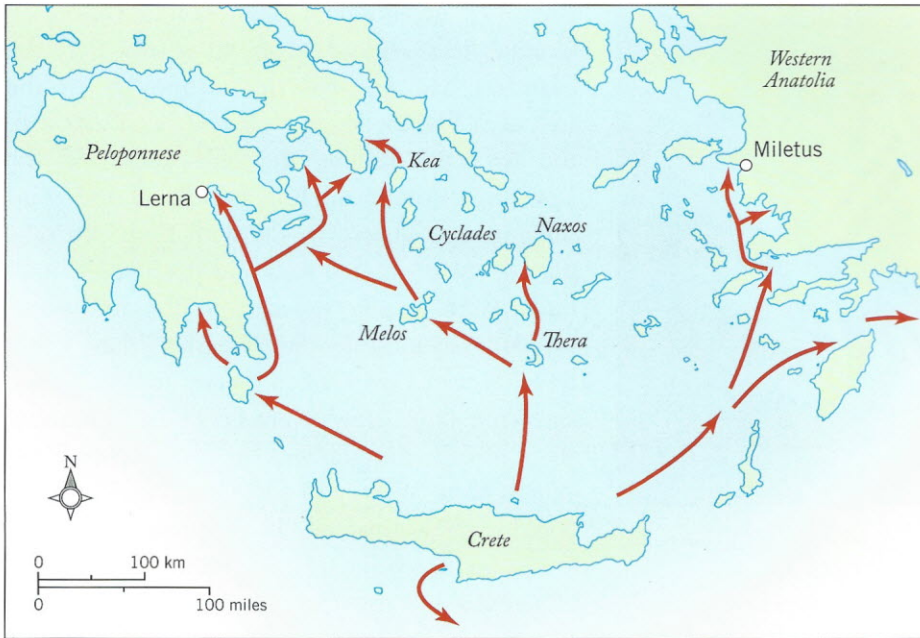 Western
Anatolia
Peloponnese
Miletus
Kea
Lerna
Cyclades
Naxos
Melos
Thera
N
Crete
0
100 km
0
100 miles